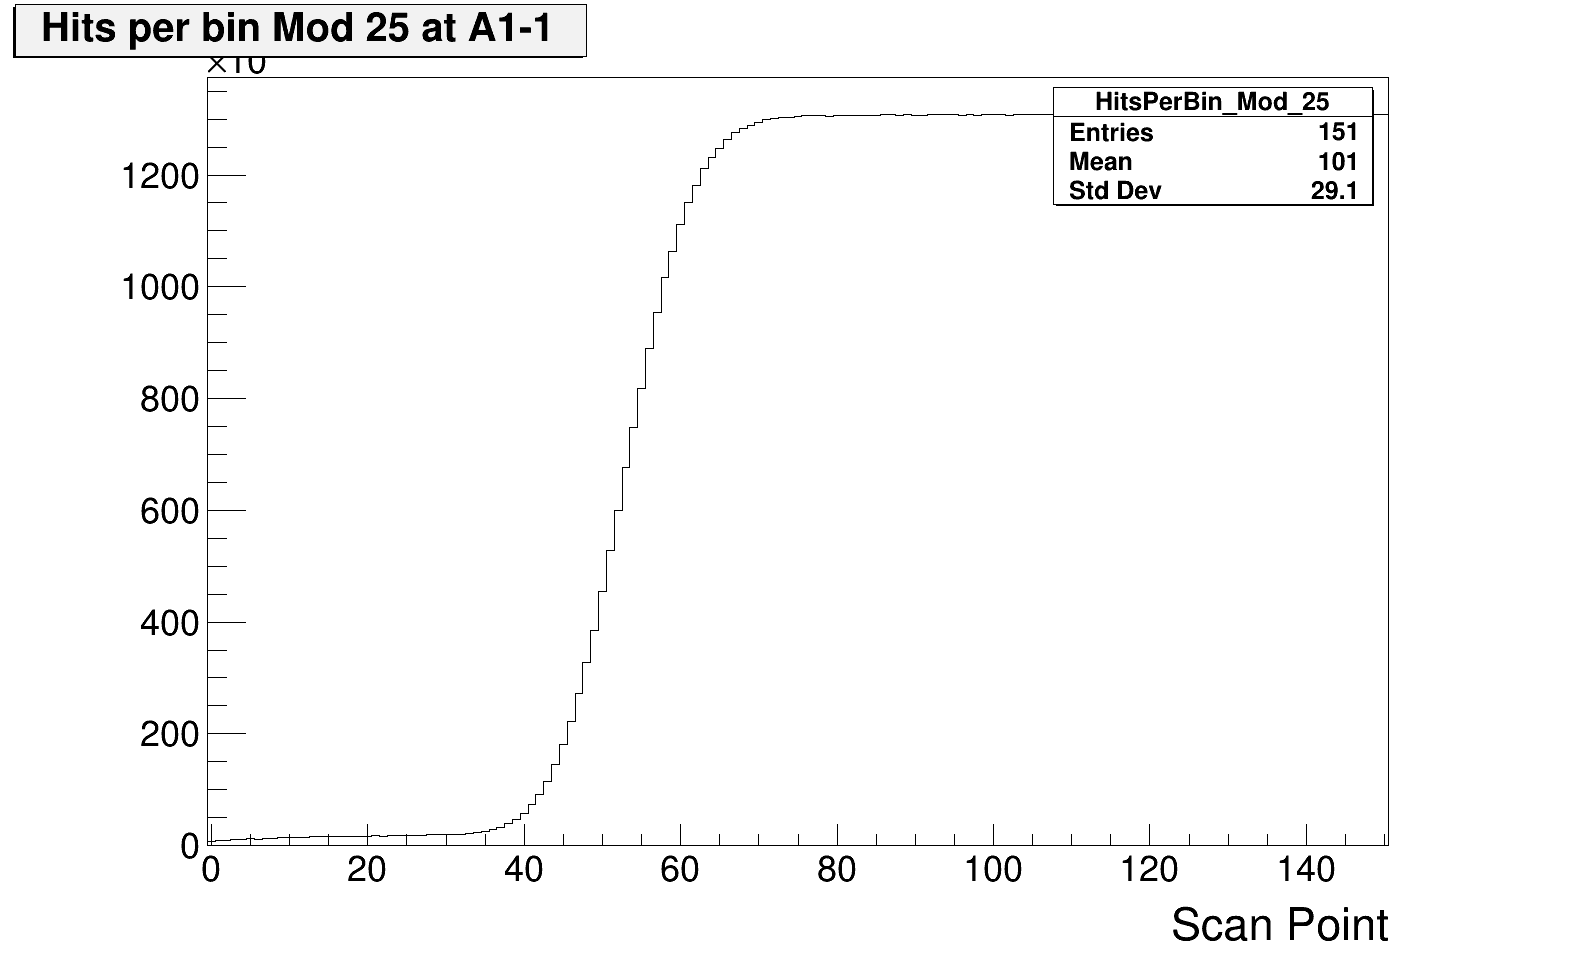 Hits per bin Mod 25 at A1-1
×10
HitsPerBin_Mod_25
Entries 151
Mean 101
Std Dev 29.1
1200
1000
800
600
400
200
0
0 20 40 60 80 100 120 140
Scan Point